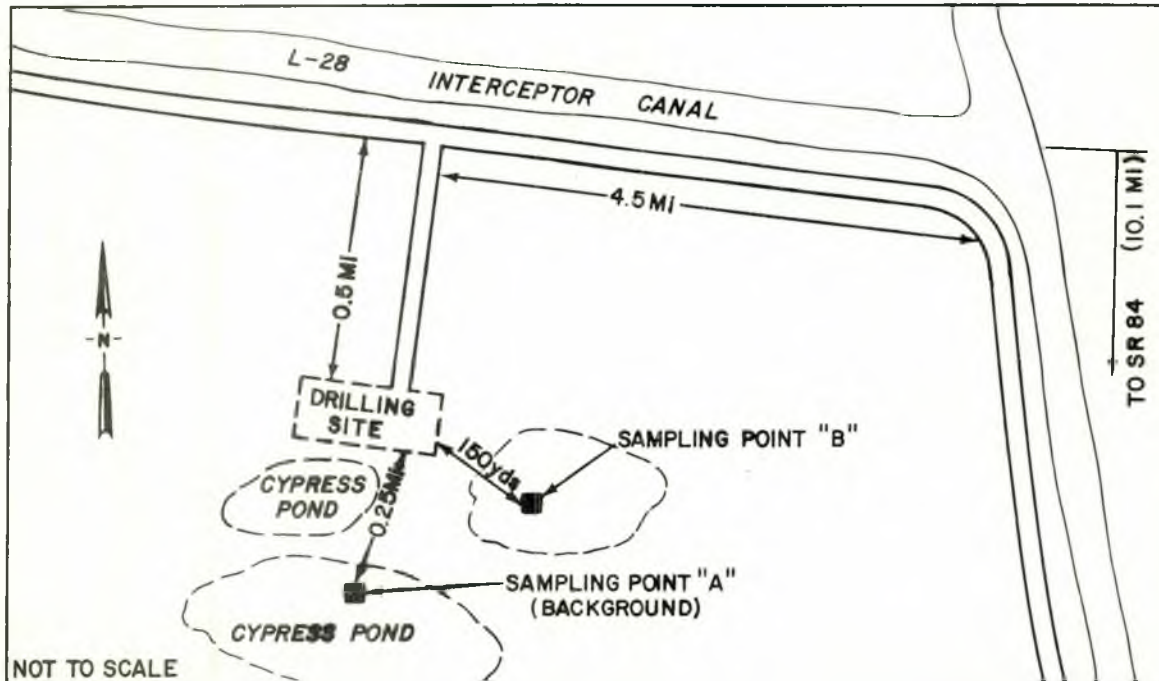 L-28 INTERCEPTOR CANAL
4.5 MI
(10.1 MI)
TO SR 84
0.5 MI
N
DRILLING
SITE
150yds
SAMPLING POINT "B"
CYPRESS
POND
0.25MI
SAMPLING POINT "A"
(BACKGROUND)
CYPRESS POND
NOT TO SCALE